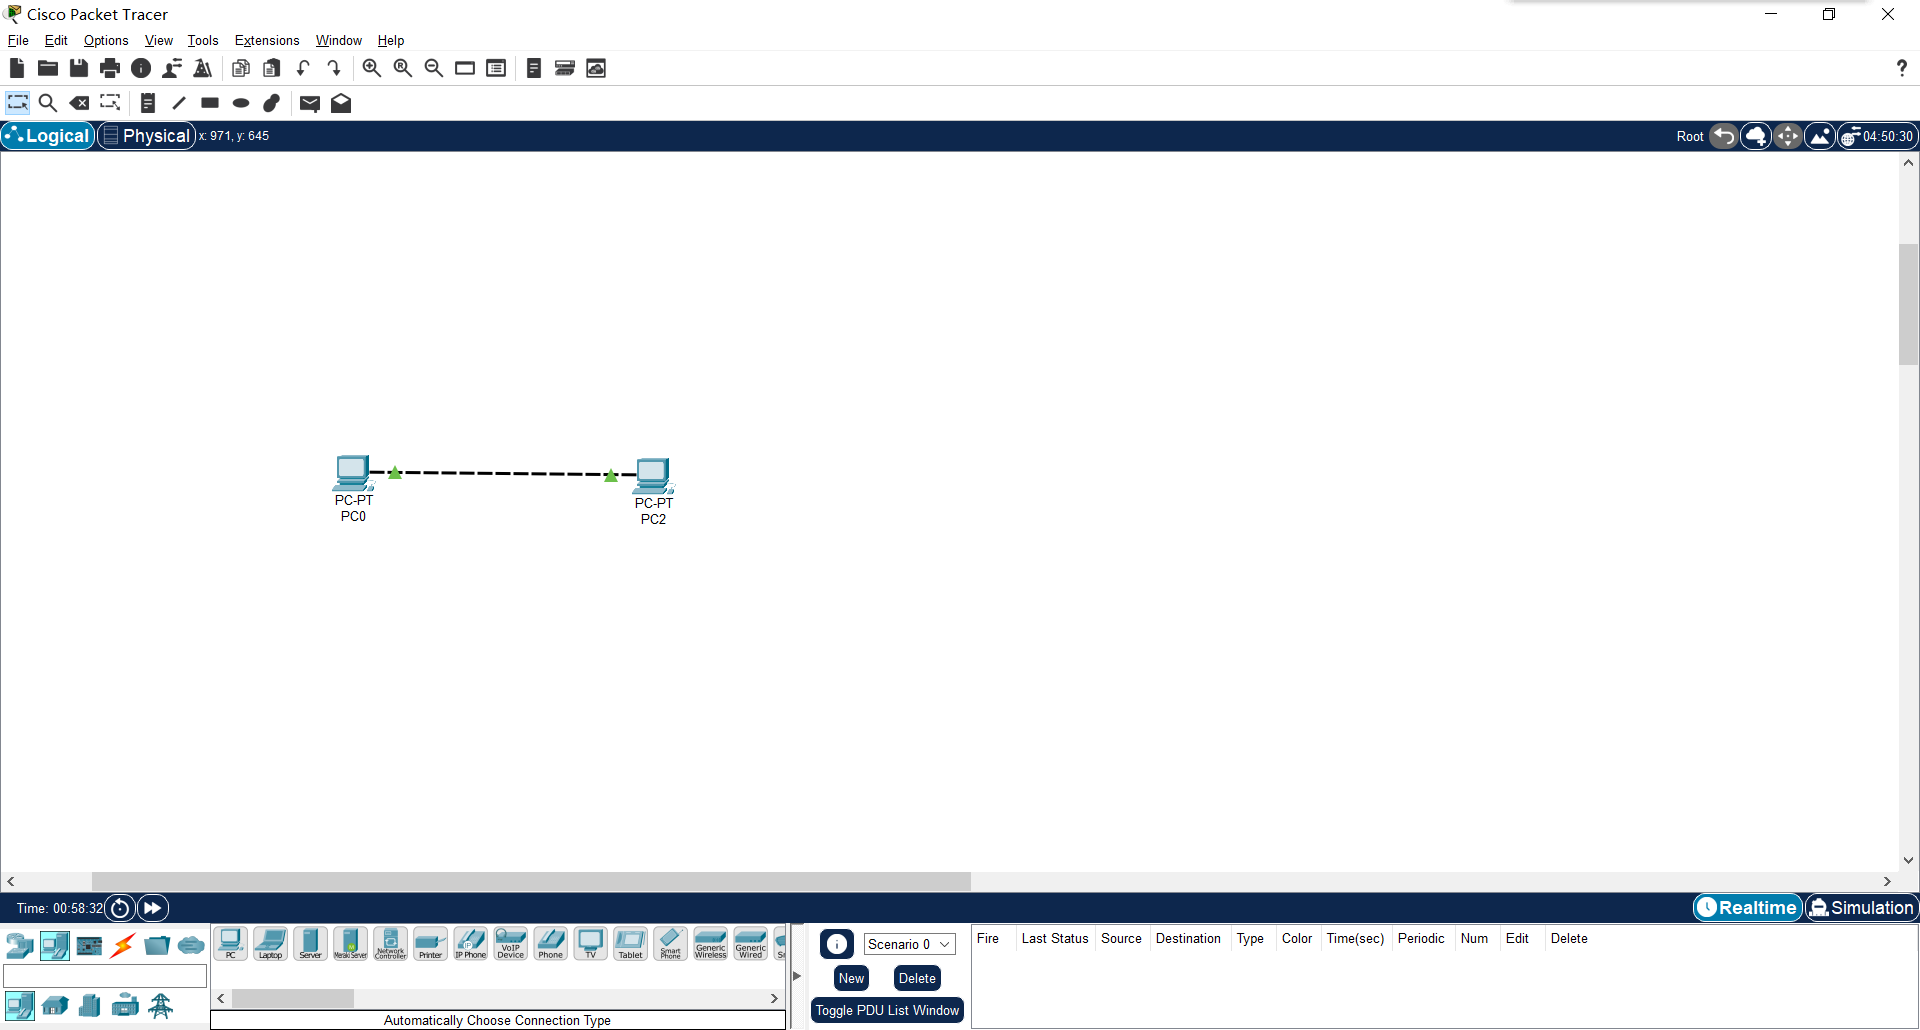 Cisco Packet Tracer
File Edit Options View Tools Extensions Window Help
Logical Physical x: 971, y: 645 Root 04:50:30
PC-PT
PC0
PC-PT
PC2
Time: 00:58:32 Realtime Simulation
PC Laptop Server Meraki Server Network Controller Printer IP Phone VoIP Device Phone TV Tablet Smart Phone Generic Wireless Generic Wired
Automatically Choose Connection Type
Scenario 0
New Delete
Toggle PDU List Window
Fire Last Status Source Destination Type Color Time(sec) Periodic Num Edit Delete